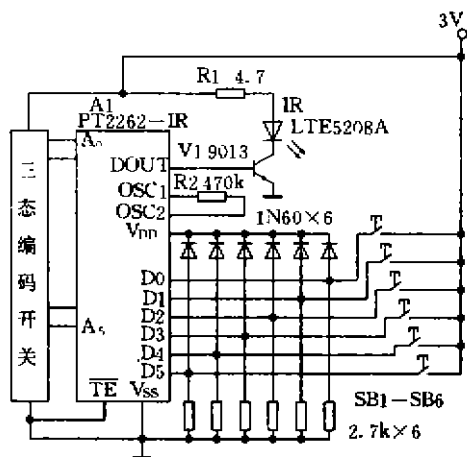 3V
R1 4.7
A1
PT2262-IR
IR
LTE5208A
A₀
DOUT
V1 9013
OSC1
R2 470k
OSC2
V_DD
1N60×6
三态编码开关
D0
D1
D2
D3
D4
D5
A₅
TE
Vss
SB1-SB6
2.7k×6